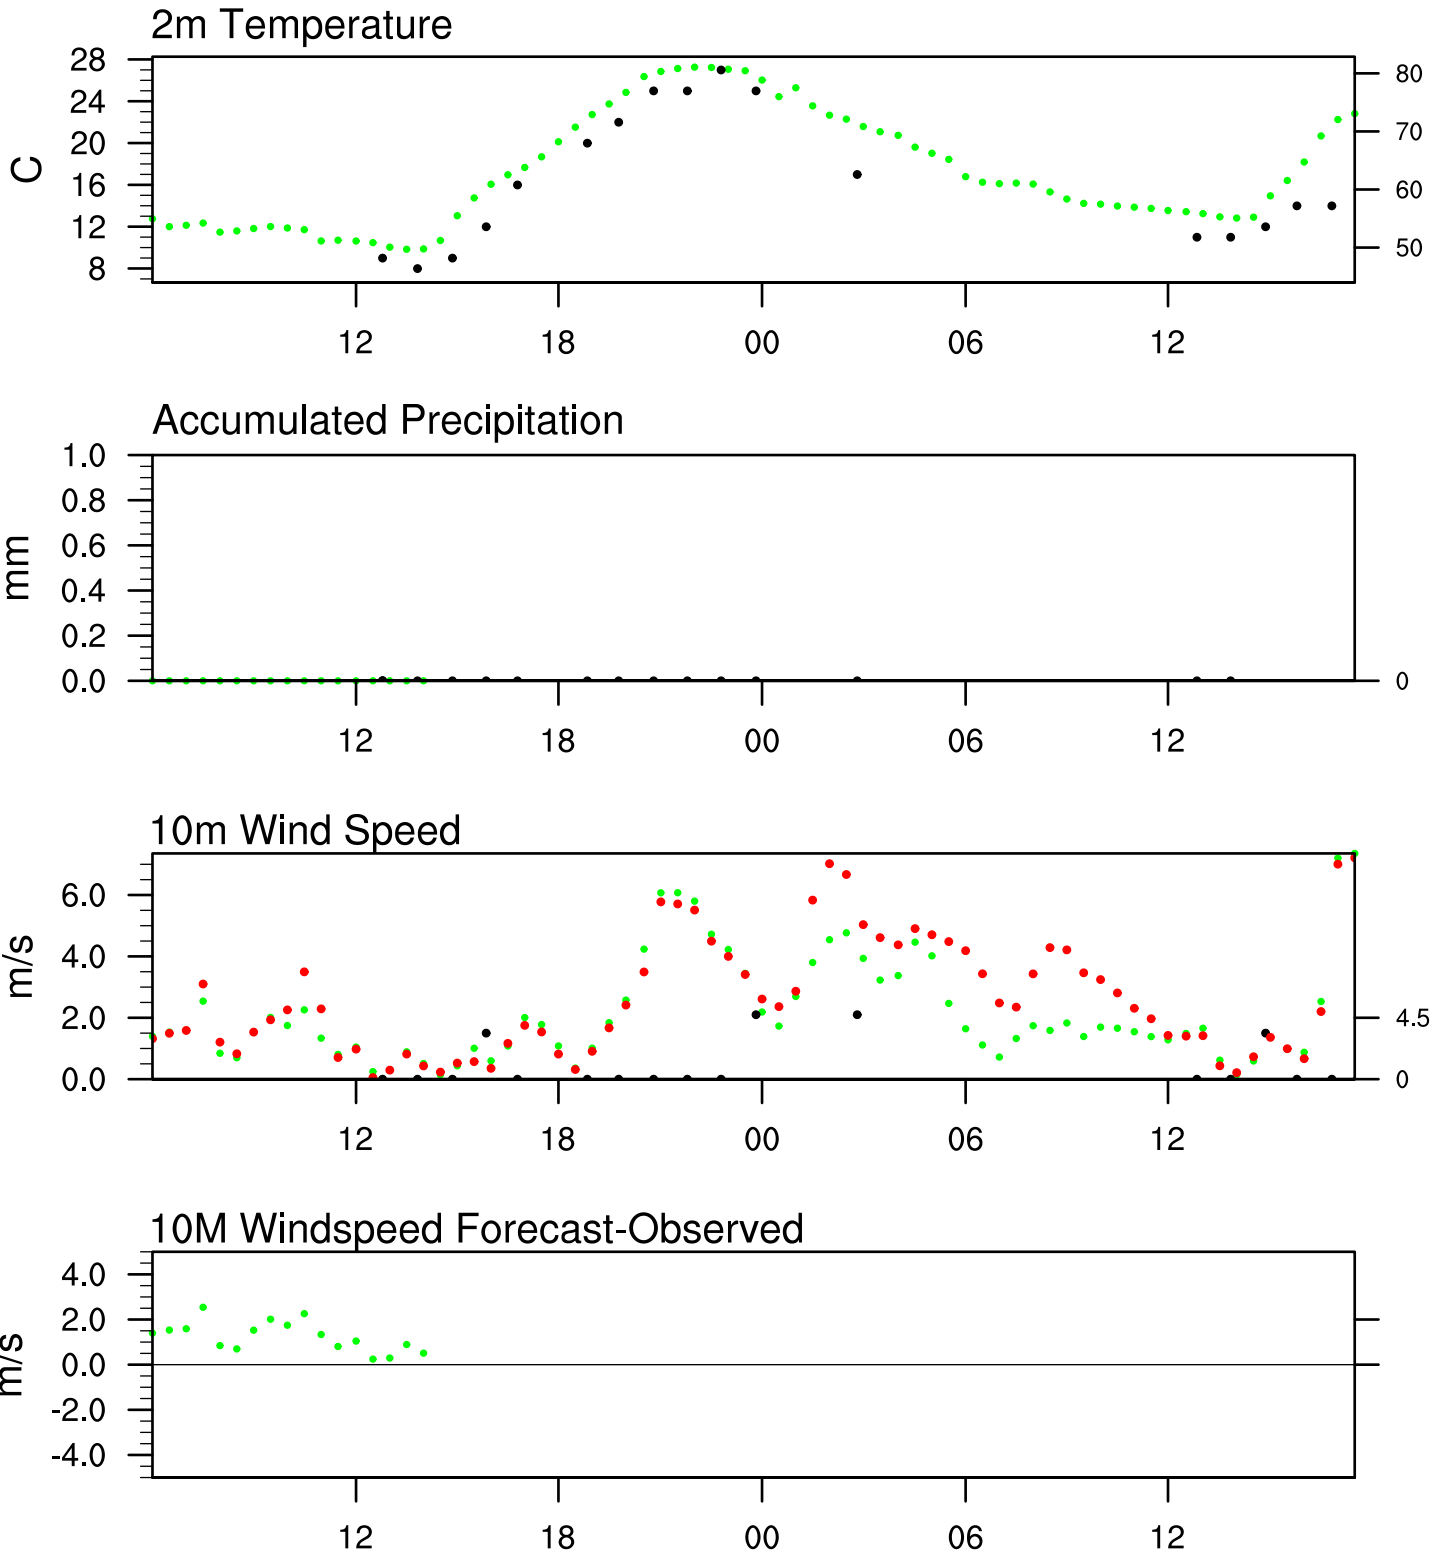 2m Temperature
28
24
20
16
12
8
C
80
70
60
50
12 18 00 06 12
Accumulated Precipitation
1.0
0.8
0.6
0.4
0.2
0.0
mm
0
12 18 00 06 12
10m Wind Speed
6.0
4.0
2.0
0.0
m/s
4.5
0
12 18 00 06 12
10M Windspeed Forecast-Observed
4.0
2.0
0.0
-2.0
-4.0
m/s
12 18 00 06 12